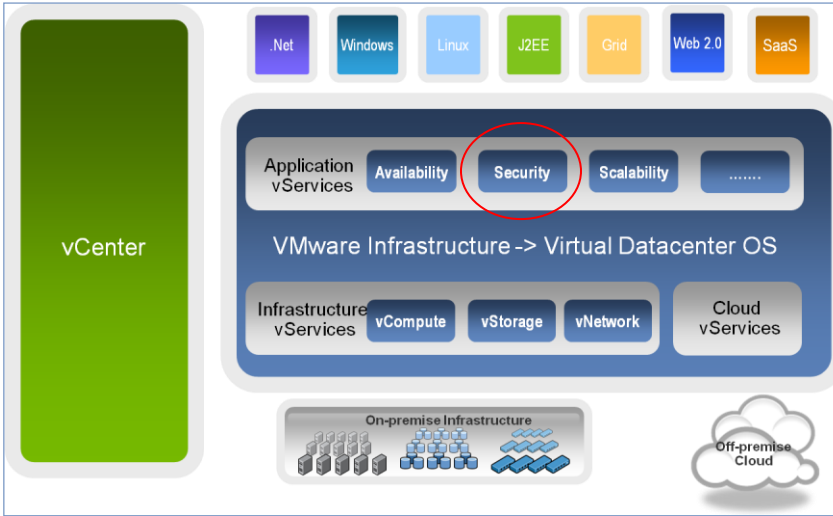 .Net
Windows
Linux
J2EE
Grid
Web 2.0
SaaS
vCenter
Application
vServices
Availability
Security
Scalability
.......
VMware Infrastructure -> Virtual Datacenter OS
Infrastructure
vServices
vCompute
vStorage
vNetwork
Cloud
vServices
On-premise Infrastructure
Off-premise
Cloud